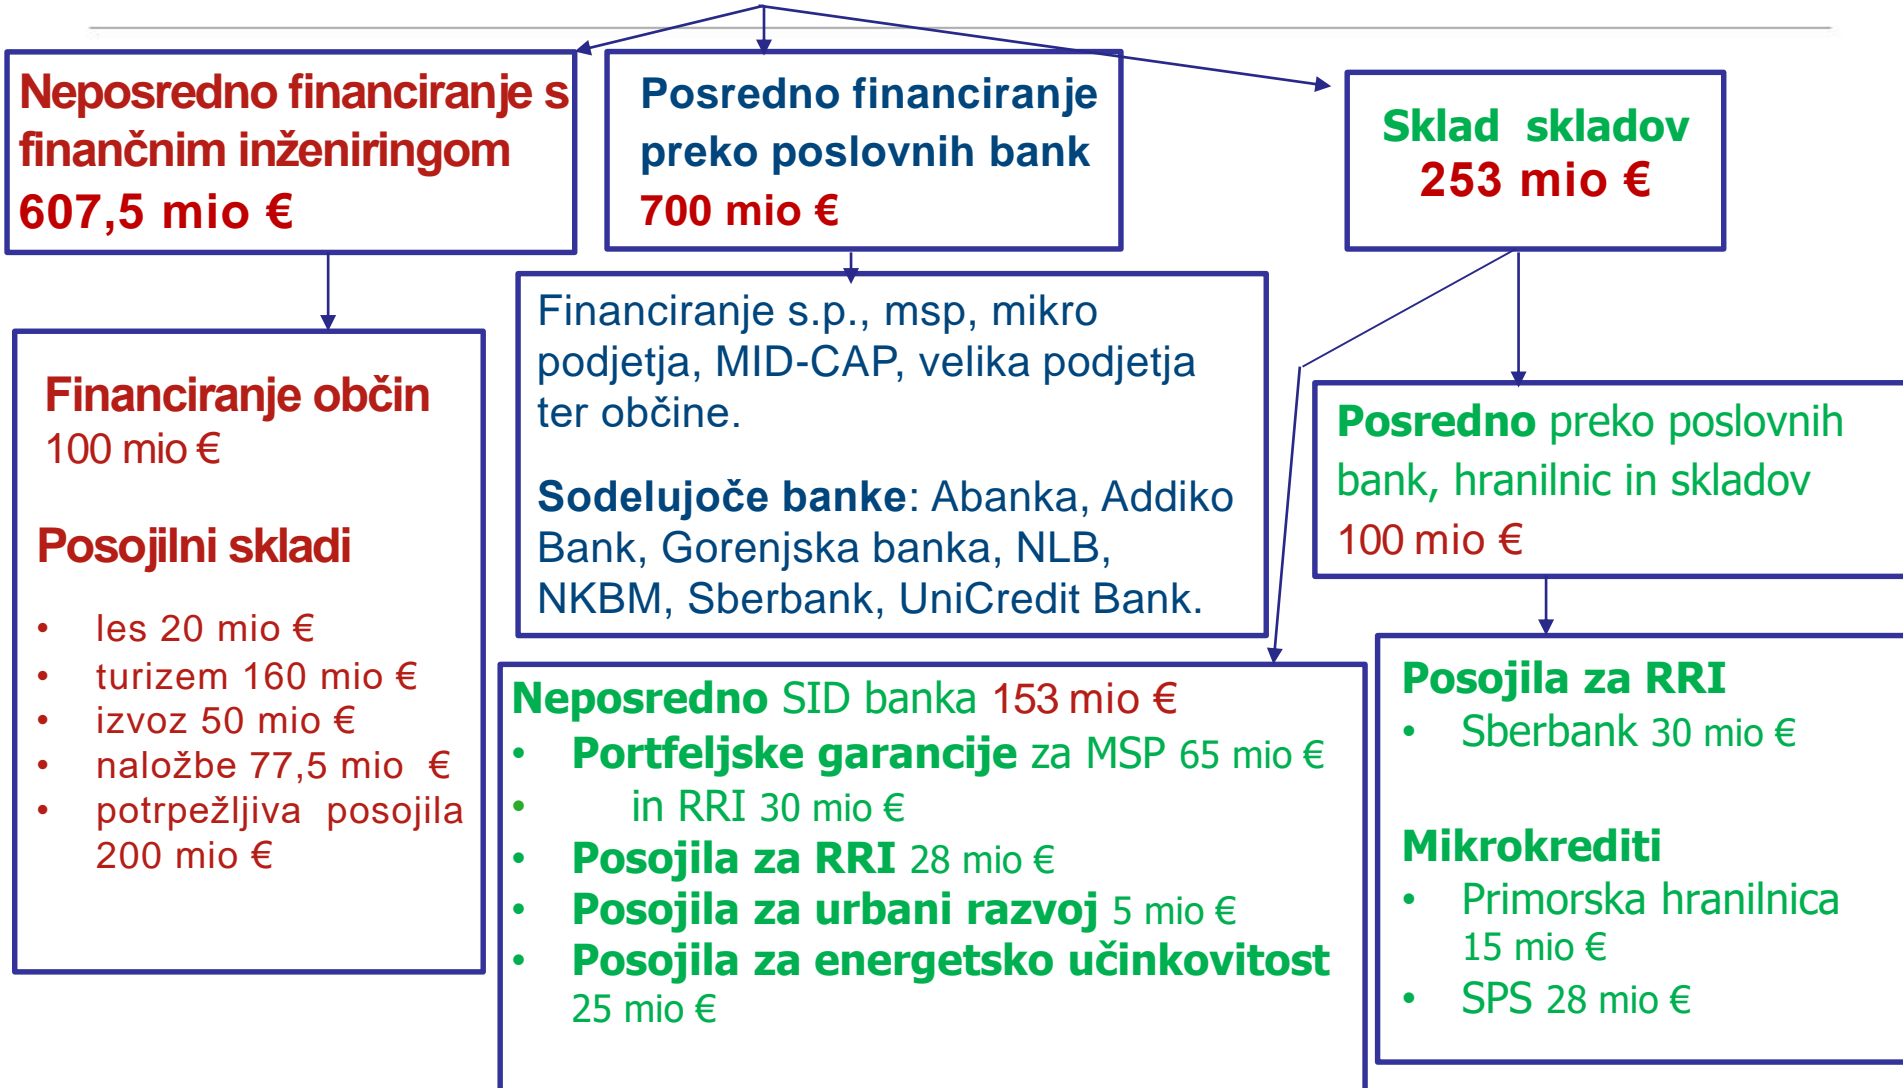 Neposredno financiranje s
finančnim inženiringom
607,5 mio €
Posredno financiranje
preko poslovnih bank
700 mio €
Sklad skladov
253 mio €
Financiranje občin
100 mio €
Posojilni skladi
• les 20 mio €
• turizem 160 mio €
• izvoz 50 mio €
• naložbe 77,5 mio €
• potrpežljiva posojila
200 mio €
Financiranje s.p., msp, mikro
podjetja, MID-CAP, velika podjetja
ter občine.
Sodelujoče banke: Abanka, Addiko
Bank, Gorenjska banka, NLB,
NKBM, Sberbank, UniCredit Bank.
Neposredno SID banka 153 mio €
• Portfeljske garancije za MSP 65 mio €
• in RRI 30 mio €
• Posojila za RRI 28 mio €
• Posojila za urbani razvoj 5 mio €
• Posojila za energetsko učinkovitost
25 mio €
Posredno preko poslovnih
bank, hranilnic in skladov
100 mio €
Posojila za RRI
• Sberbank 30 mio €
Mikrokrediti
• Primorska hranilnica
15 mio €
• SPS 28 mio €